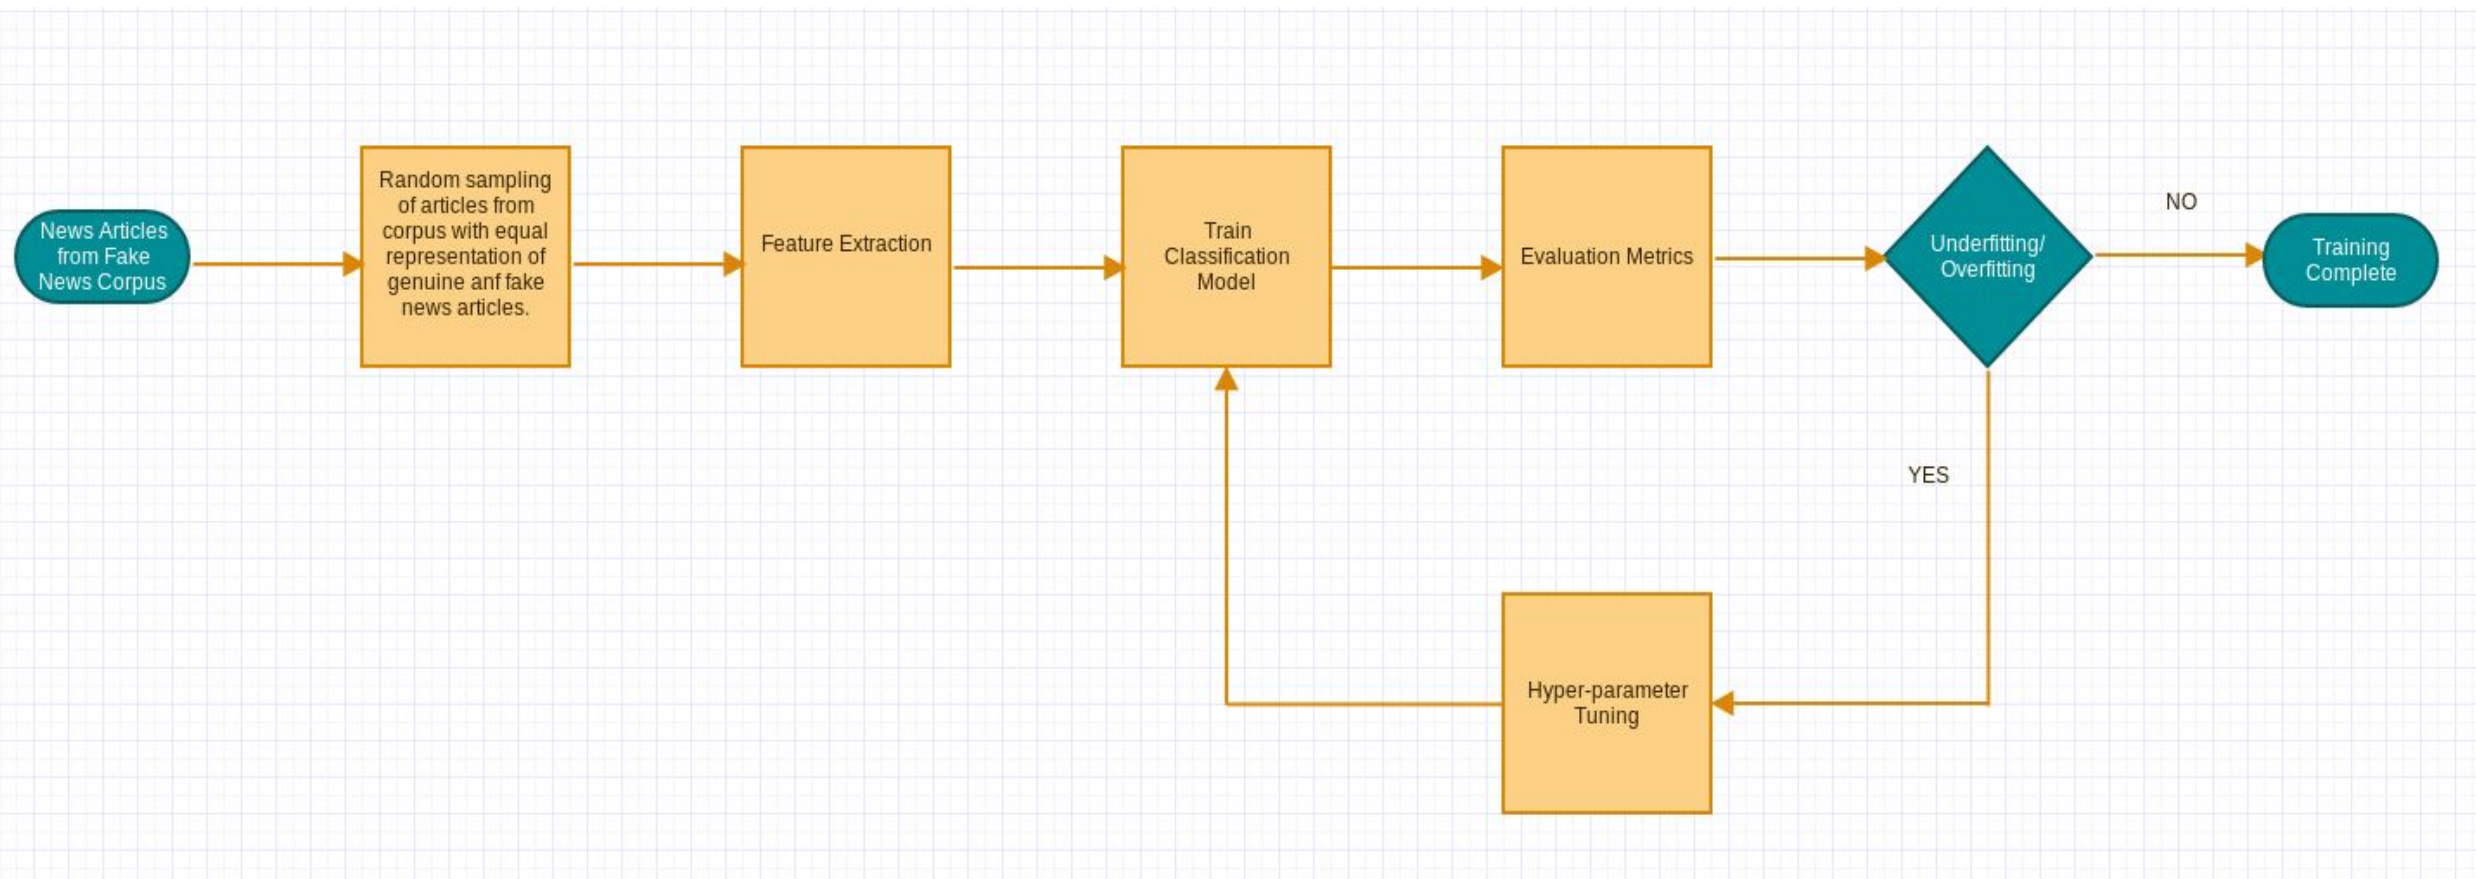 News Articles
from Fake
News Corpus
Random sampling
of articles from
corpus with equal
representation of
genuine anf fake
news articles.
Feature Extraction
Train
Classification
Model
Evaluation Metrics
Underfitting/
Overfitting
NO
Training
Complete
YES
Hyper-parameter
Tuning